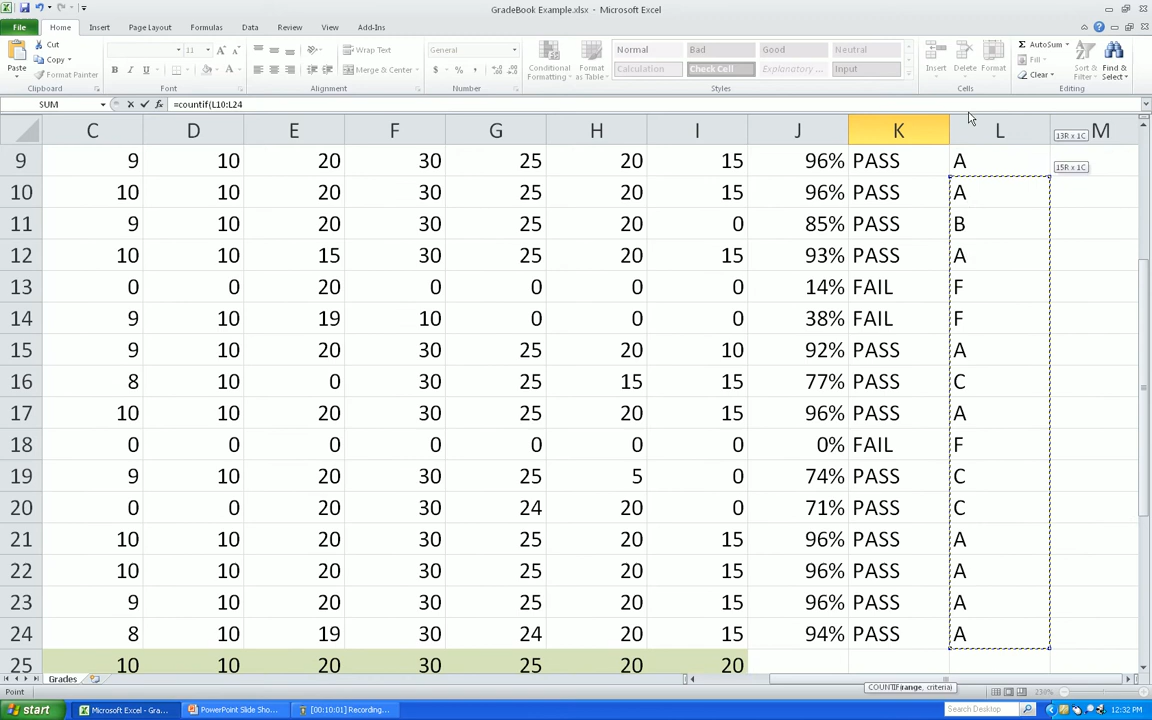 GradeBook Example.xlsx - Microsoft Excel
File Home Insert Page Layout Formulas Data Review View Add-Ins
Paste Cut Copy Format Painter
11 A A
B I U A
Wrap Text
Merge & Center
General
$ % ,
Conditional Formatting Format as Table
Normal Bad Good Neutral
Calculation Check Cell Explanatory ... Input
Insert Delete Format
Σ AutoSum Fill Clear
Sort & Filter Find & Select
Clipboard Font Alignment Number Styles Cells Editing
SUM fx =countif(L10:L24
C D E F G H I J K L M
13R x 1C
9 9 10 20 30 25 20 15 96% PASS A
15R x 1C
10 10 10 20 30 25 20 15 96% PASS A
11 9 10 20 30 25 20 0 85% PASS B
12 10 10 15 30 25 20 15 93% PASS A
13 0 0 20 0 0 0 0 14% FAIL F
14 9 10 19 10 0 0 0 38% FAIL F
15 9 10 20 30 25 20 10 92% PASS A
16 8 10 0 30 25 15 15 77% PASS C
17 10 10 20 30 25 20 15 96% PASS A
18 0 0 0 0 0 0 0 0% FAIL F
19 9 10 20 30 25 5 0 74% PASS C
20 0 0 20 30 24 20 15 71% PASS C
21 10 10 20 30 25 20 15 96% PASS A
22 10 10 20 30 25 20 15 96% PASS A
23 9 10 20 30 25 20 15 96% PASS A
24 8 10 19 30 24 20 15 94% PASS A
25 10 10 20 30 25 20 20
Grades
Point COUNTIF(range, criteria) 230%
start Microsoft Excel - Gra... PowerPoint Slide Sho... [00:10:01] Recording... Search Desktop 12:32 PM